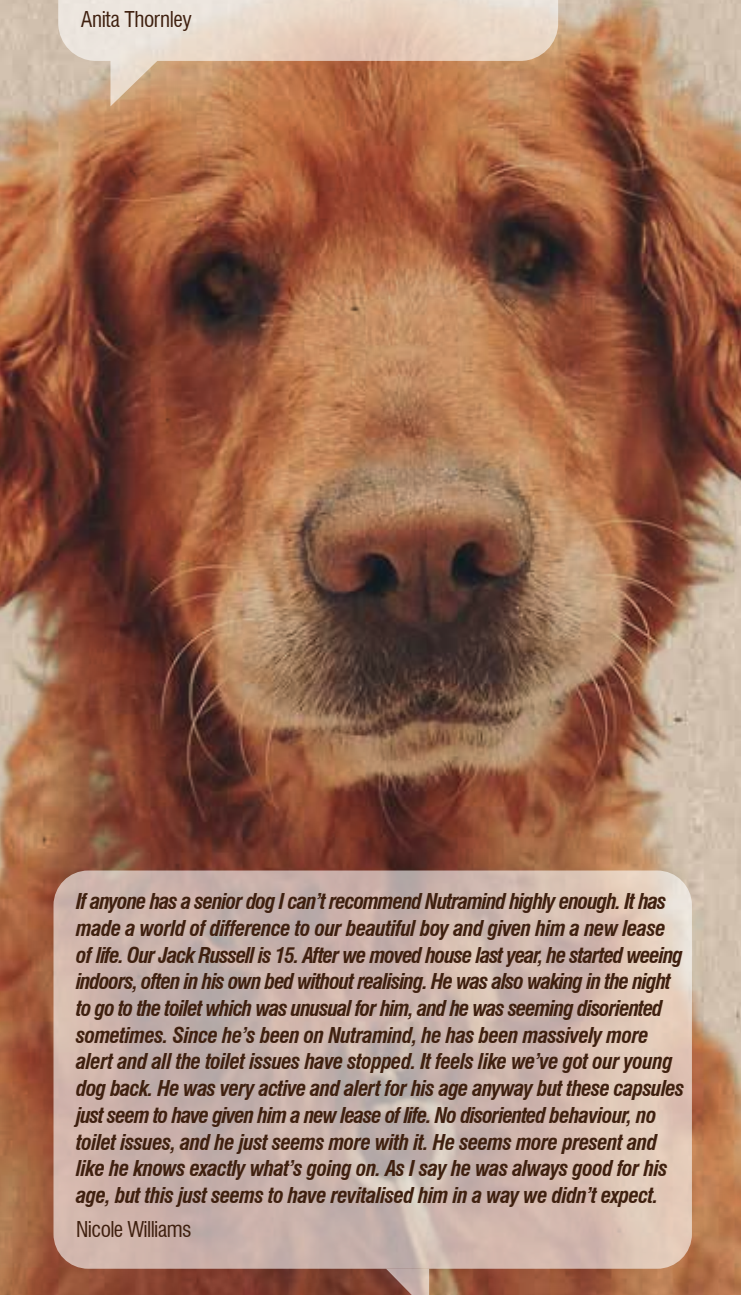 Anita Thornley
If anyone has a senior dog I can’t recommend Nutramind highly enough. It has
made a world of difference to our beautiful boy and given him a new lease
of life. Our Jack Russell is 15. After we moved house last year, he started weeing
indoors, often in his own bed without realising. He was also waking in the night
to go to the toilet which was unusual for him, and he was seeming disoriented
sometimes. Since he’s been on Nutramind, he has been massively more
alert and all the toilet issues have stopped. It feels like we’ve got our young
dog back. He was very active and alert for his age anyway but these capsules
just seem to have given him a new lease of life. No disoriented behaviour, no
toilet issues, and he just seems more with it. He seems more present and
like he knows exactly what’s going on. As I say he was always good for his
age, but this just seems to have revitalised him in a way we didn’t expect.
Nicole Williams